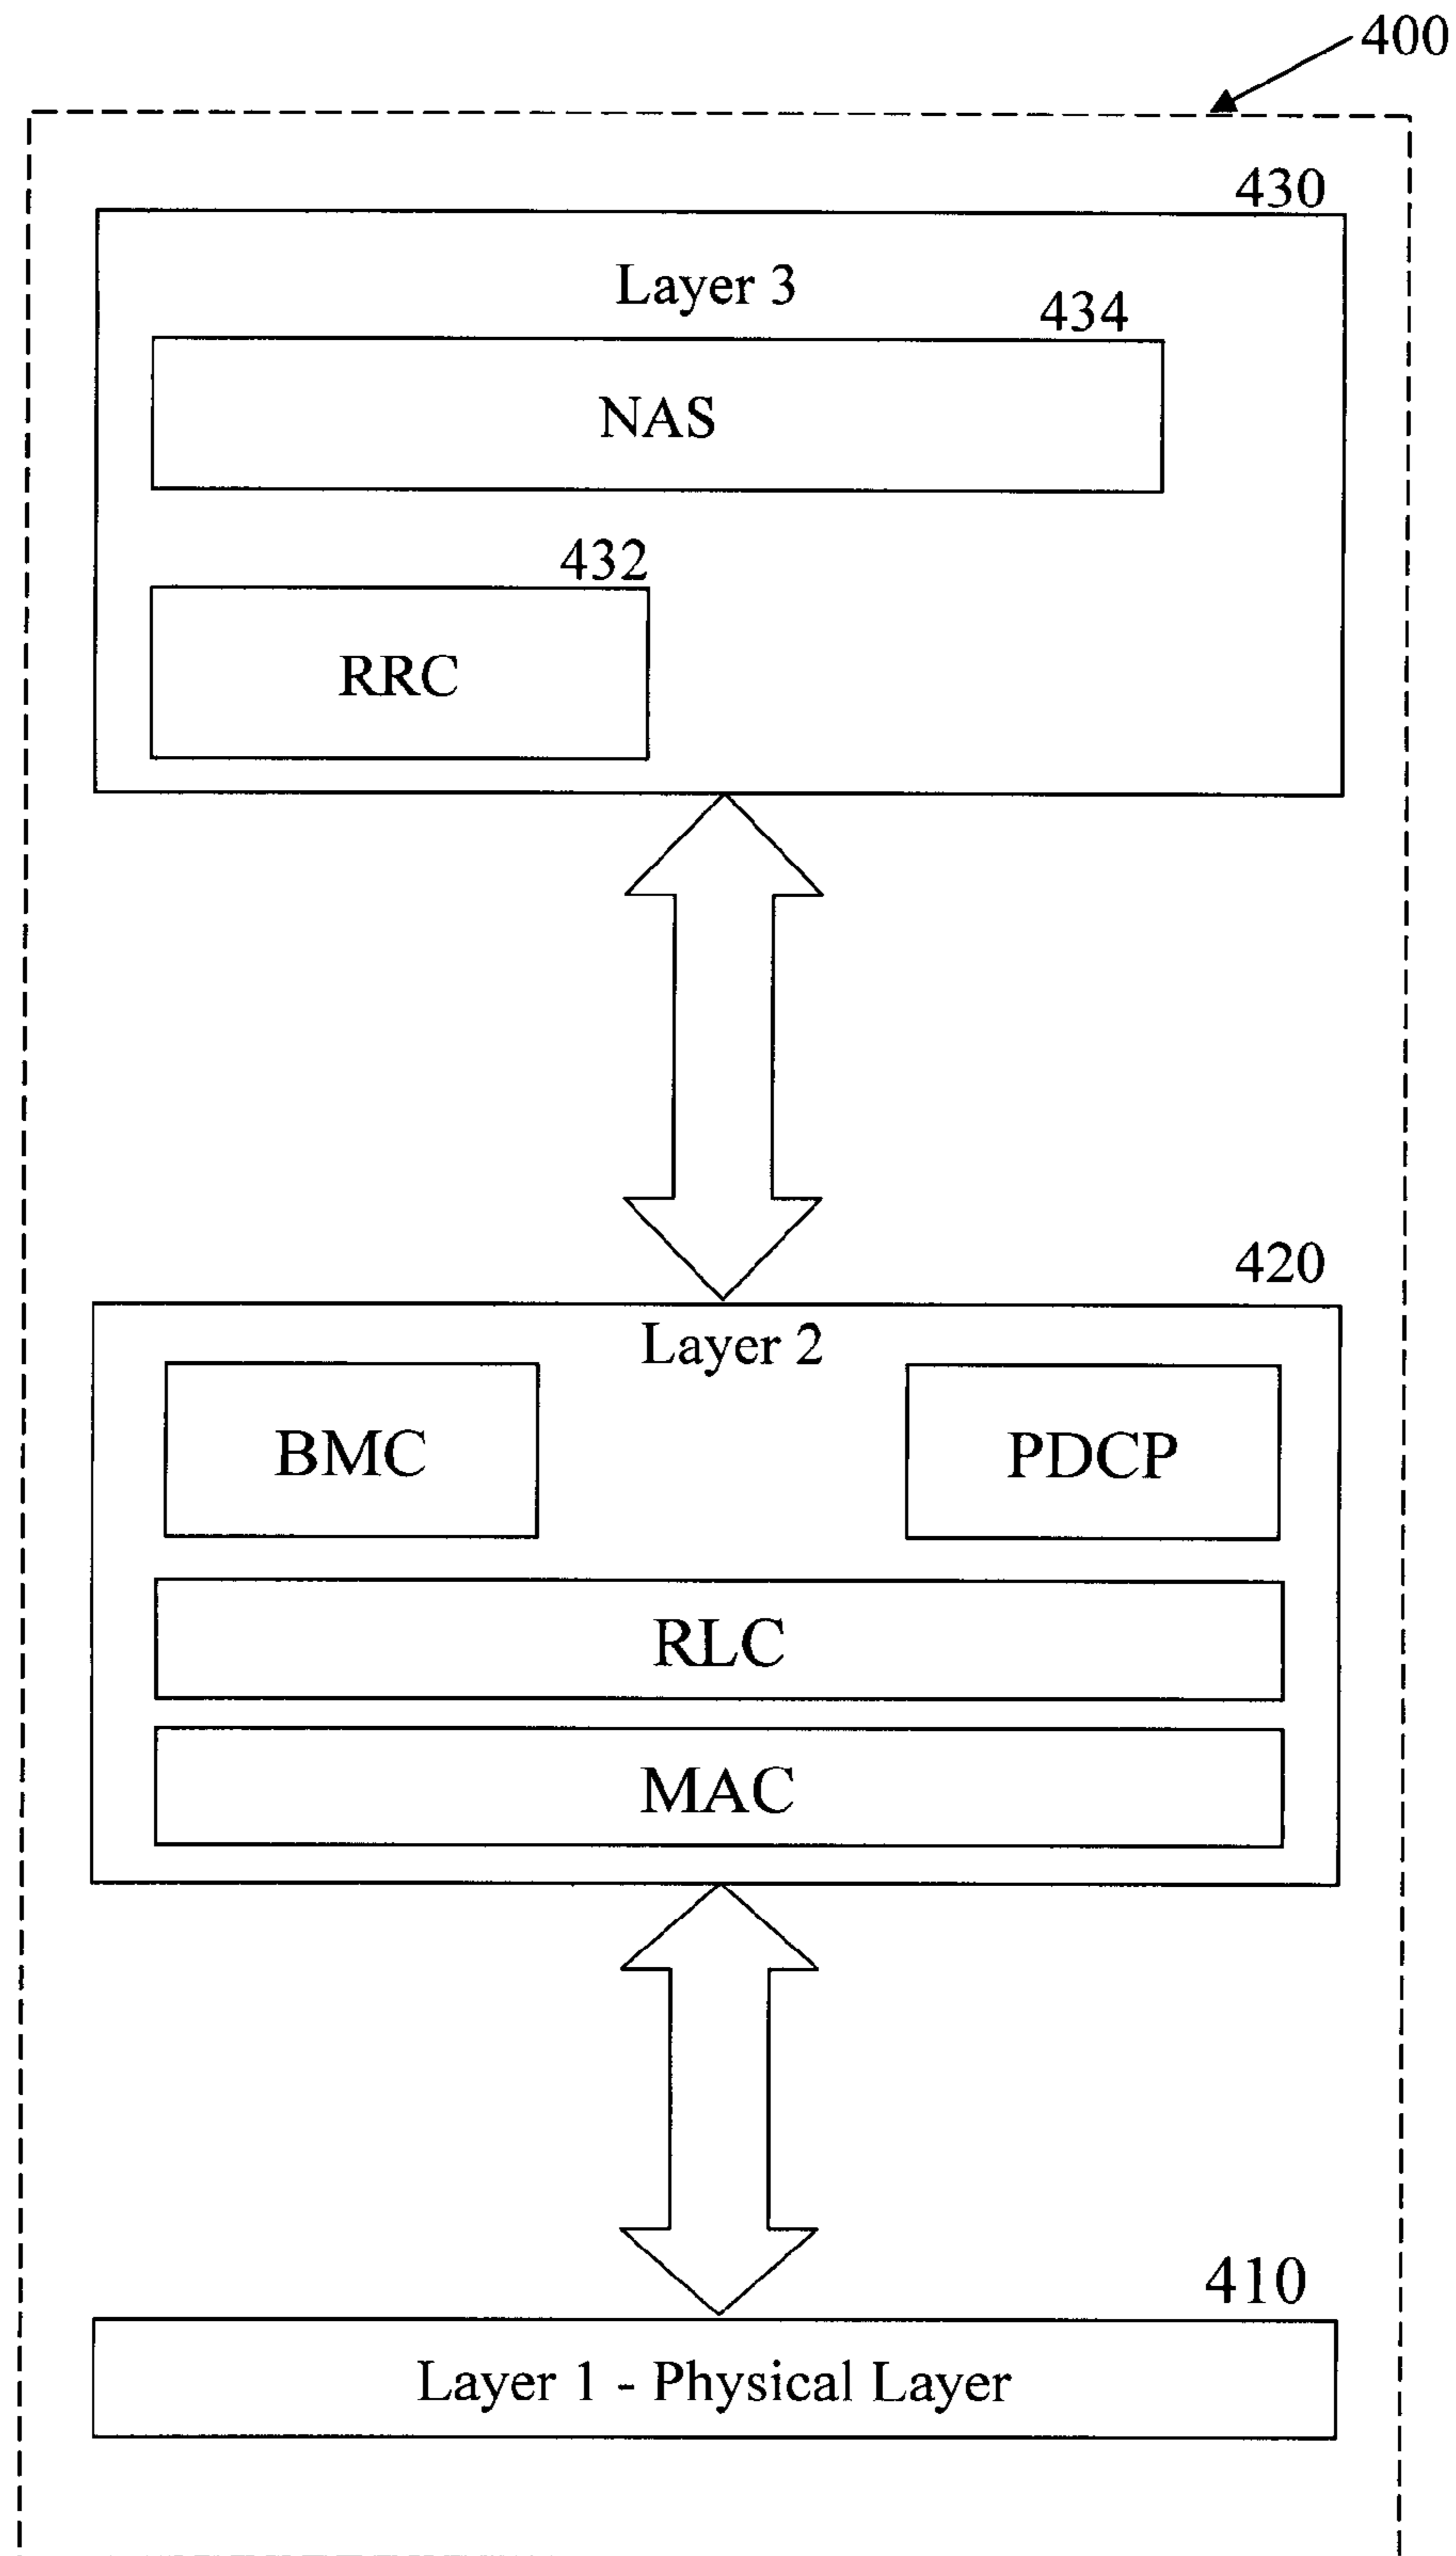 400
430
Layer 3
434
NAS
432
RRC
420
Layer 2
BMC
PDCP
RLC
MAC
410
Layer 1 - Physical Layer